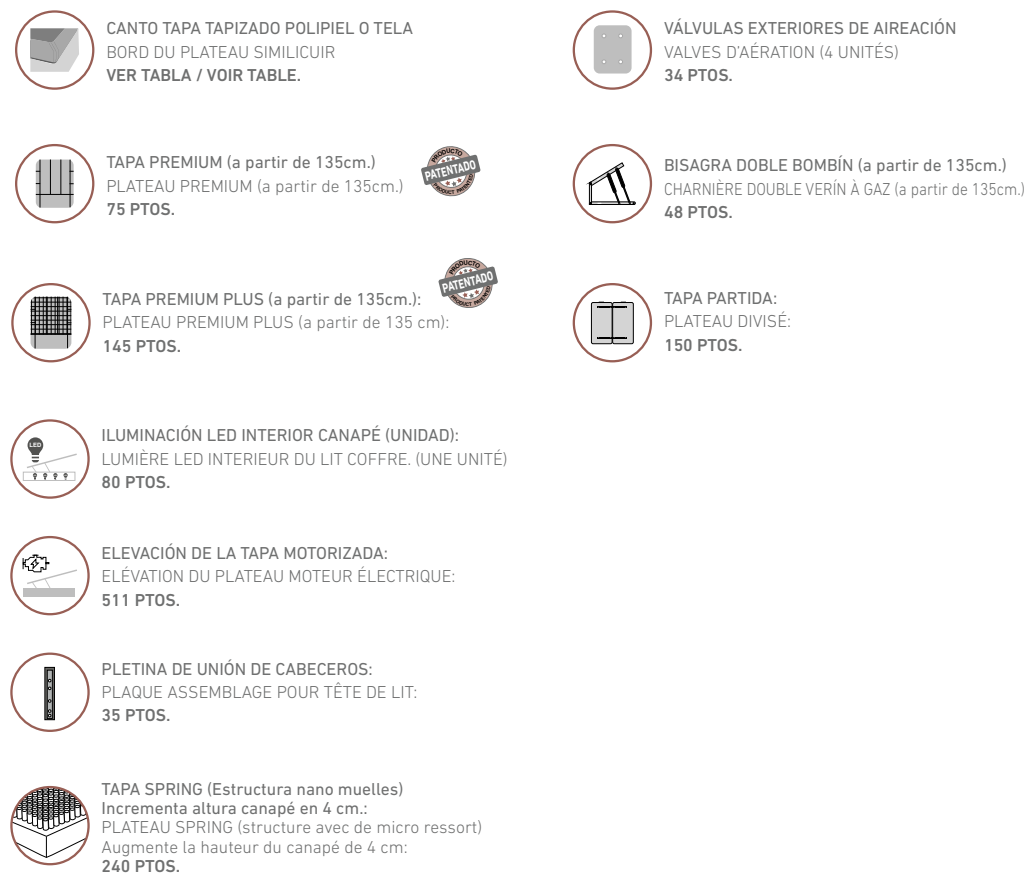 CANTO TAPA TAPIZADO POLIPIEL O TELA
BORD DU PLATEAU SIMILICUIR
VER TABLA / VOIR TABLE.
TAPA PREMIUM (a partir de 135cm.)
PLATEAU PREMIUM (a partir de 135cm.)
75 PTOS.
PRODUCTO
PATENTADO
PRODUCT PATENTED
TAPA PREMIUM PLUS (a partir de 135cm.):
PLATEAU PREMIUM PLUS (a partir de 135 cm):
145 PTOS.
PRODUCTO
PATENTADO
PRODUCT PATENTED
LED
ILUMINACIÓN LED INTERIOR CANAPÉ (UNIDAD):
LUMIÈRE LED INTERIEUR DU LIT COFFRE. (UNE UNITÉ)
80 PTOS.
ELEVACIÓN DE LA TAPA MOTORIZADA:
ELÉVATION DU PLATEAU MOTEUR ÉLECTRIQUE:
511 PTOS.
PLETINA DE UNIÓN DE CABECEROS:
PLAQUE ASSEMBLAGE POUR TÊTE DE LIT:
35 PTOS.
TAPA SPRING (Estructura nano muelles)
Incrementa altura canapé en 4 cm.:
PLATEAU SPRING (structure avec de micro ressort)
Augmente la hauteur du canapé de 4 cm:
240 PTOS.
VÁLVULAS EXTERIORES DE AIREACIÓN
VALVES D'AÉRATION (4 UNITÉS)
34 PTOS.
BISAGRA DOBLE BOMBÍN (a partir de 135cm.)
CHARNIÈRE DOUBLE VERÍN À GAZ (a partir de 135cm.)
48 PTOS.
TAPA PARTIDA:
PLATEAU DIVISÉ:
150 PTOS.